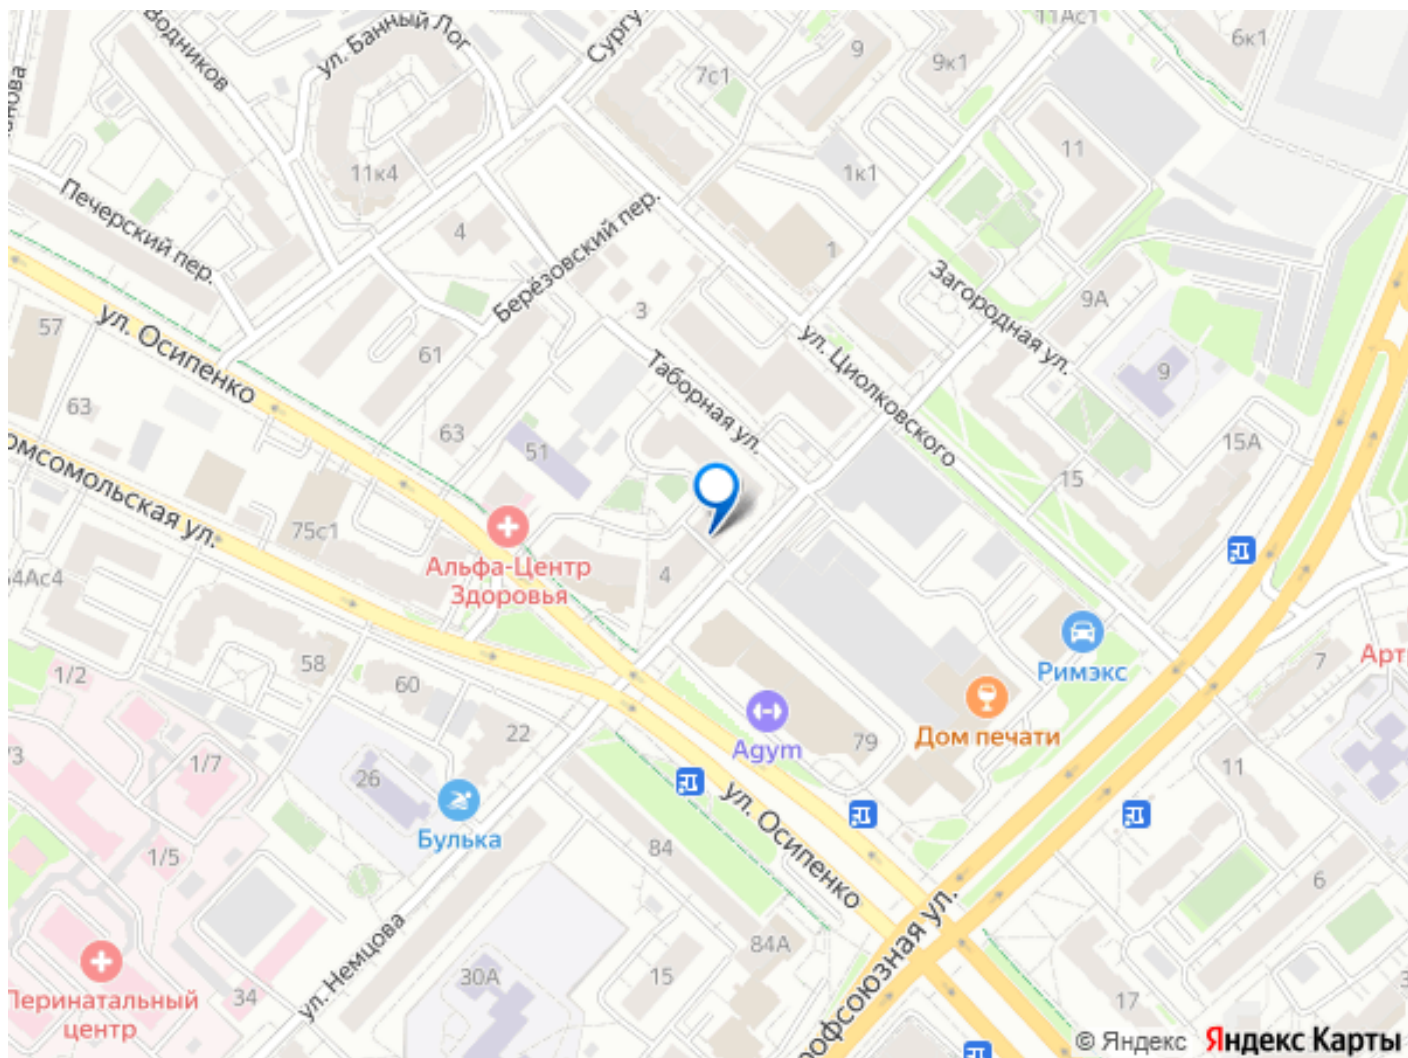 Водников
ул. Банный Лог
Сургу
11Ас1
6к1
9
9к1
7с1
11
1к1
11к4
Печерский пер.
4
Берёзовский пер.
1
Загородная ул.
9А
3
57
ул. Осипенко
61
Таборная ул.
ул. Циолковского
9
63
63
51
15А
15
омсомольская ул.
75с1
Альфа-Центр
Здоровья
4
4Ас4
58
1/2
60
Римэкс
7
Арт
22
Agym
79
Дом печати
1/7
/3
26
11
Булька
ул. Осипенко
84
1/5
6
ул. Немцова
84А
рофсоюзная ул.
30А
15
34
Перинатальный
центр
17
3
© Яндекс Яндекс Карты